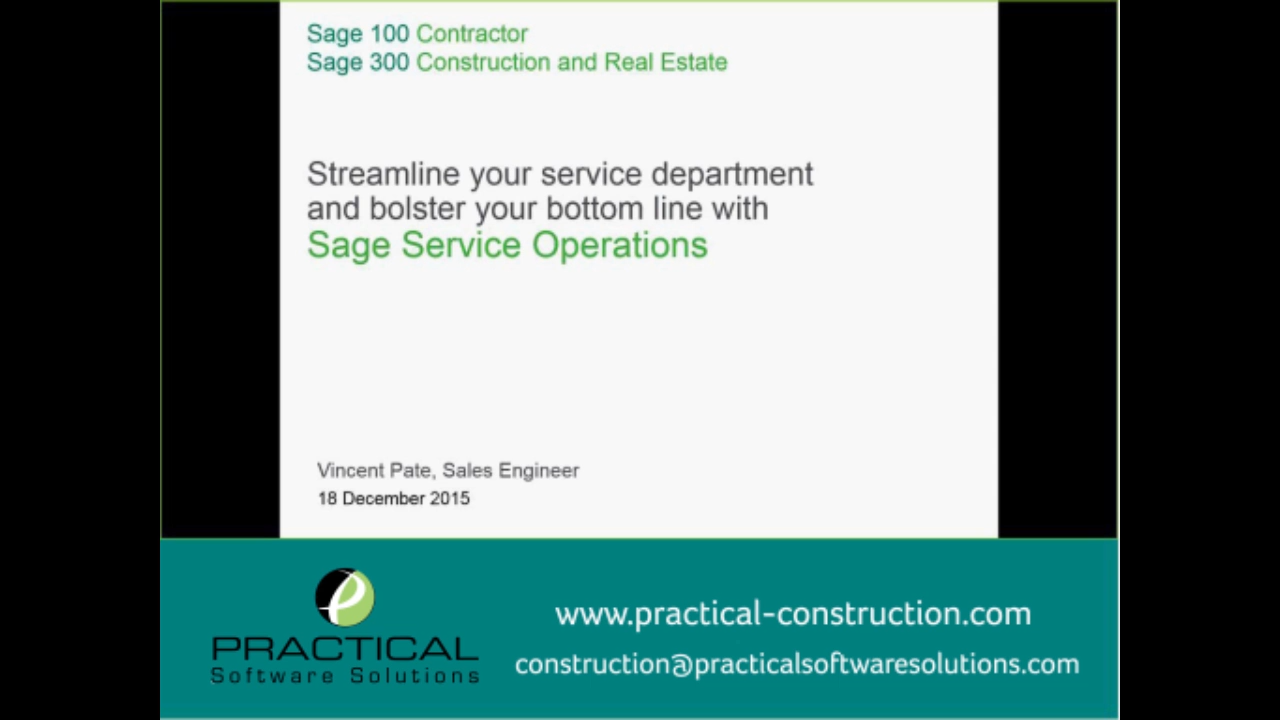 Sage 100 Contractor
Sage 300 Construction and Real Estate
Streamline your service department
and bolster your bottom line with
Sage Service Operations
Vincent Pate, Sales Engineer
18 December 2015
PRACTICAL
Software Solutions
www.practical-construction.com
construction@practicalsoftwaresolutions.com